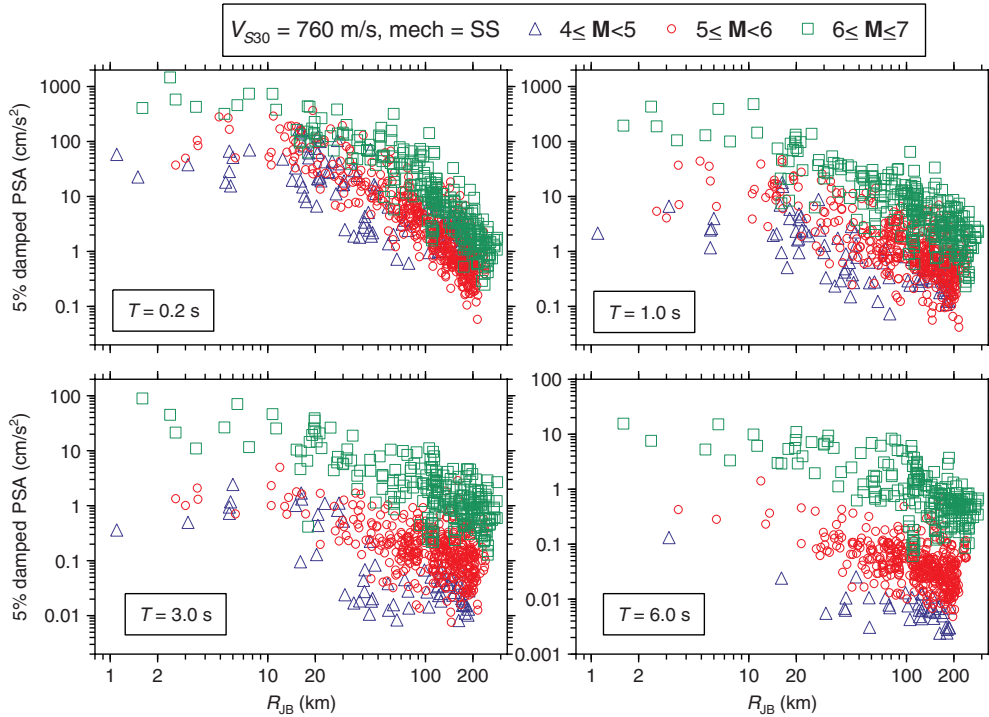 V_S30 = 760 m/s, mech = SS 4≤ M<5 5≤ M<6 6≤ M≤7
5% damped PSA (cm/s²)
1000
100
10
1
0.1
T = 0.2 s
1000
100
10
1
0.1
T = 1.0 s
5% damped PSA (cm/s²)
100
10
1
0.1
0.01
T = 3.0 s
1 2 10 20 100 200
R_JB (km)
100
10
1
0.1
0.01
0.001
T = 6.0 s
1 2 10 20 100 200
R_JB (km)